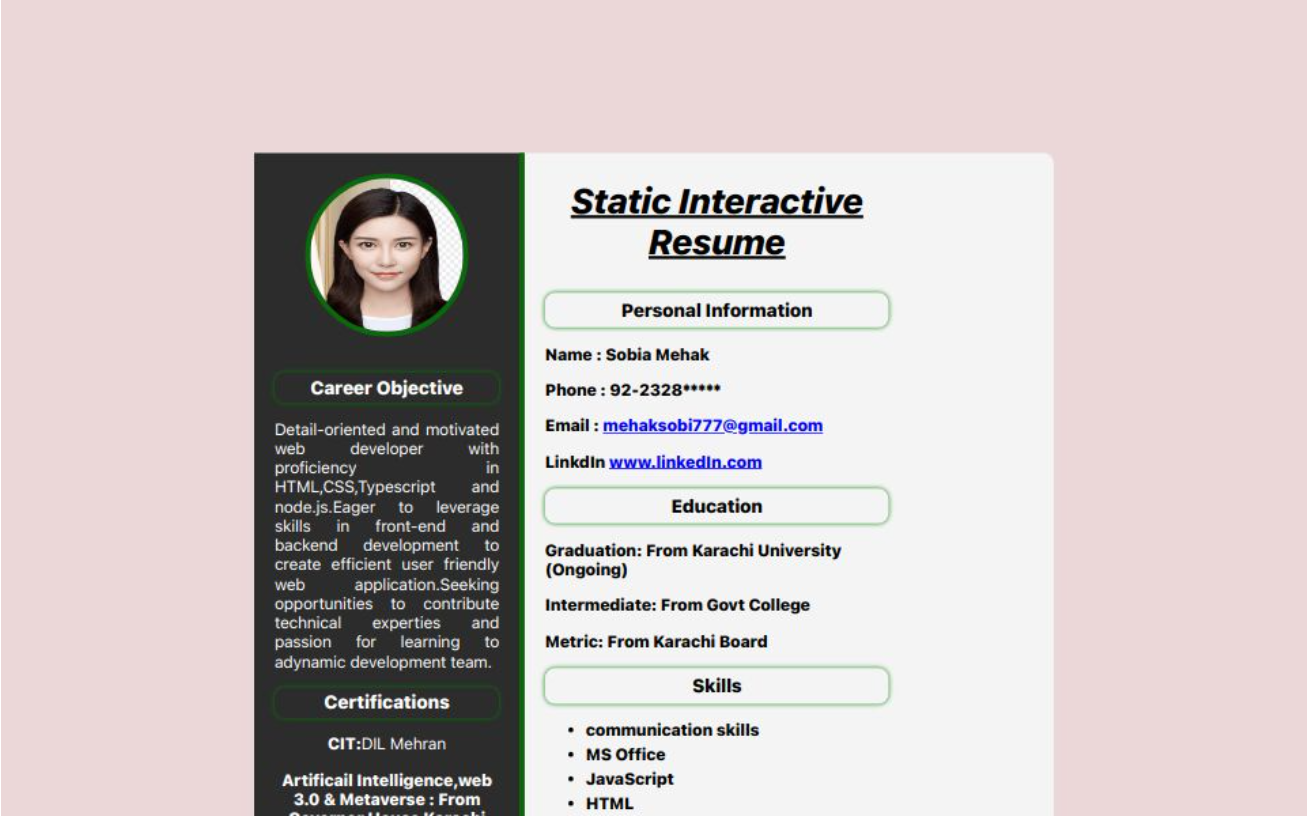 Career Objective
Detail-oriented and motivated
web developer with
proficiency in
HTML,CSS,Typescript and
node.js.Eager to leverage
skills in front-end and
backend development to
create efficient user friendly
web application.Seeking
opportunities to contribute
technical experties and
passion for learning to
adynamic development team.
Certifications
CIT:DIL Mehran
Artificail Intelligence,web
3.0 & Metaverse : From
Governor House Karachi
Static Interactive
Resume
Personal Information
Name : Sobia Mehak
Phone : 92-2328*****
Email : mehaksobi777@gmail.com
LinkdIn www.linkedIn.com
Education
Graduation: From Karachi University
(Ongoing)
Intermediate: From Govt College
Metric: From Karachi Board
Skills
• communication skills
• MS Office
• JavaScript
• HTML